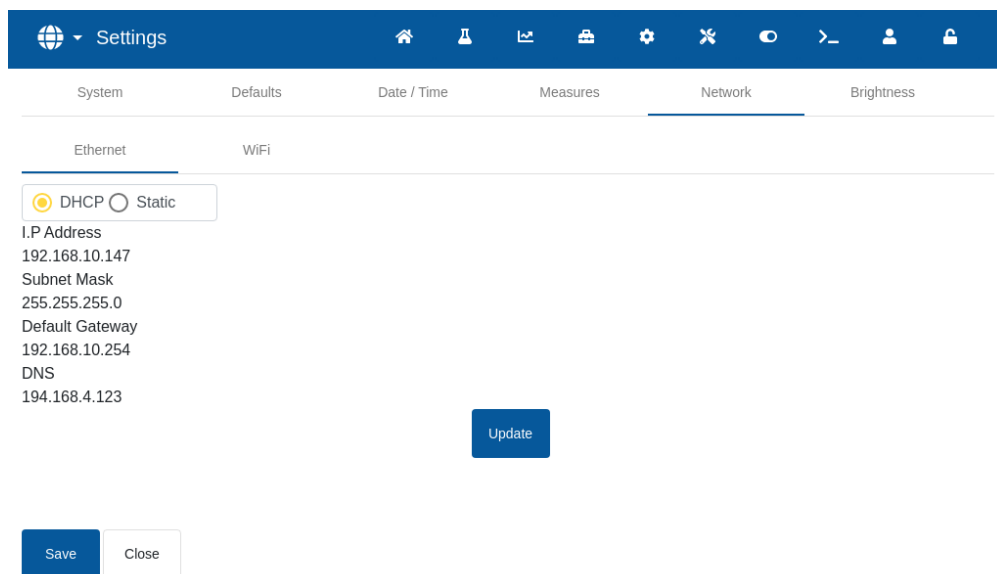 Settings
System Defaults Date / Time Measures Network Brightness
Ethernet WiFi
DHCP Static
I.P Address
192.168.10.147
Subnet Mask
255.255.255.0
Default Gateway
192.168.10.254
DNS
194.168.4.123
Update
Save Close